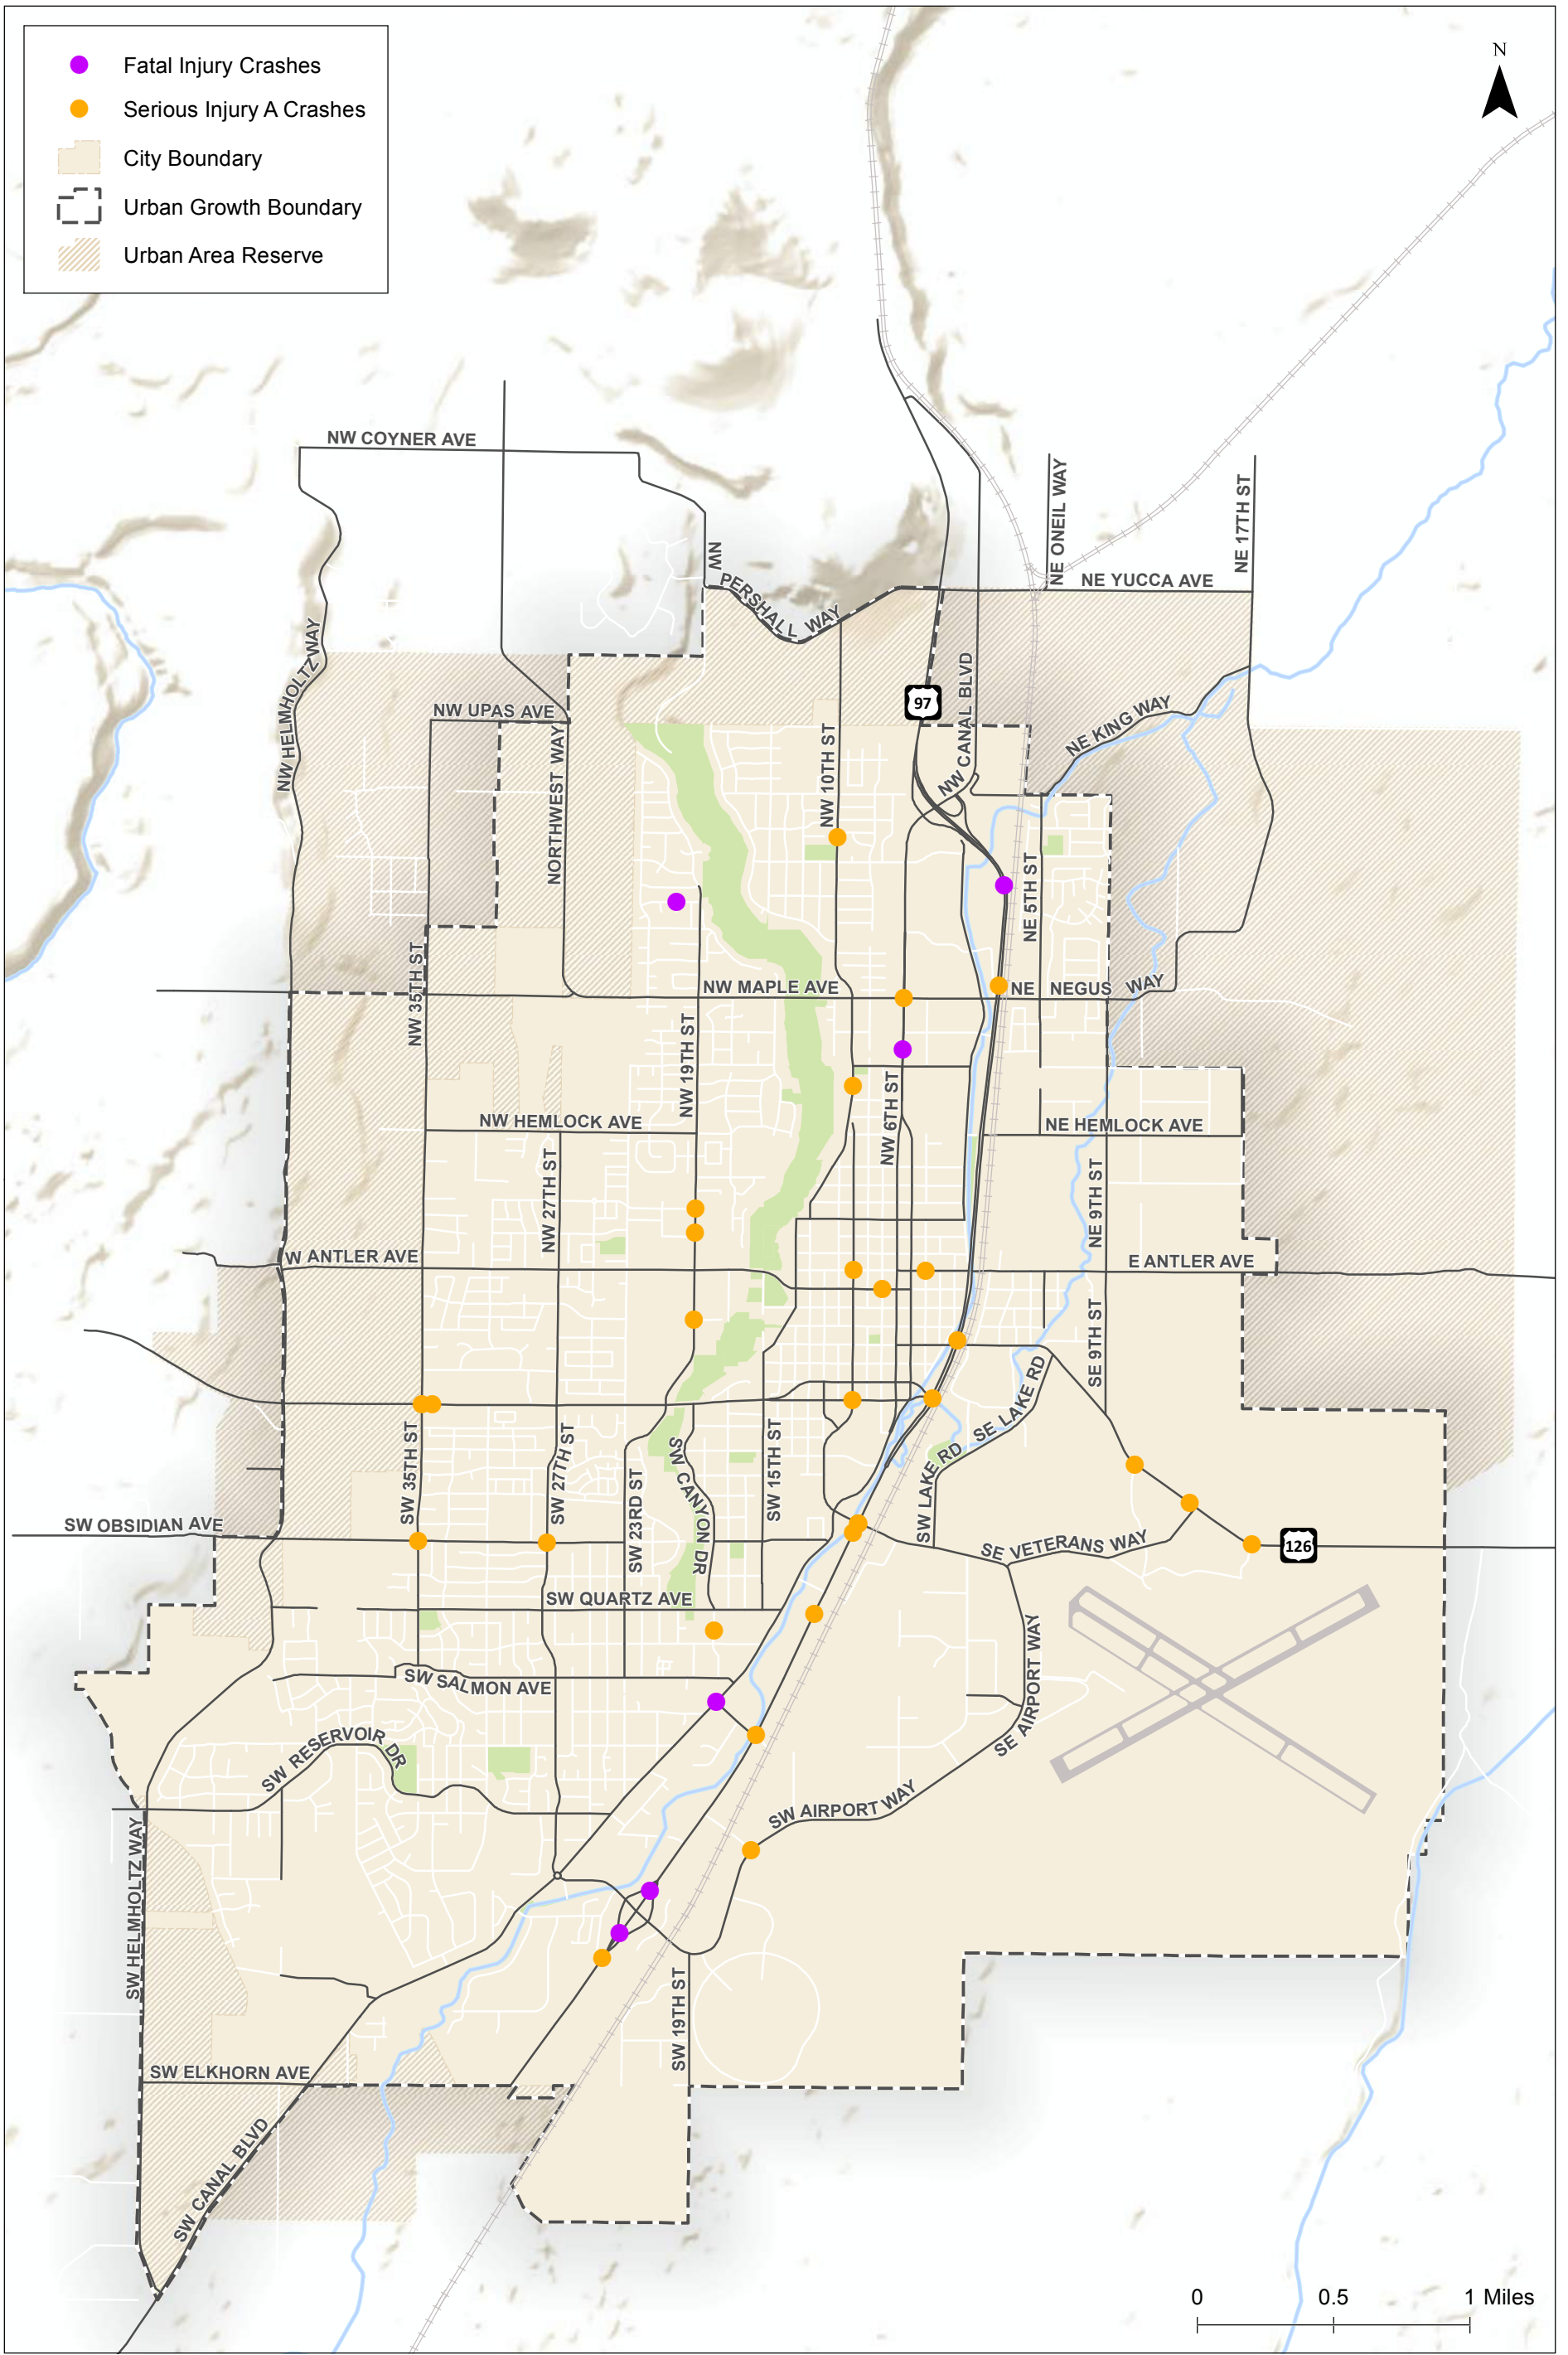 Fatal Injury Crashes
Serious Injury A Crashes
City Boundary
Urban Growth Boundary
Urban Area Reserve
N
NW COYNER AVE
NE ONEIL WAY
NE 17TH ST
NW
PERSHALL WAY
NE YUCCA AVE
NW HELMHOLTZ WAY
NW UPAS AVE
97
NW CANAL BLVD
NE KING WAY
NORTHWEST WAY
NW 10TH ST
NE 5TH ST
NW 35TH ST
NW MAPLE AVE
NE NEGUS WAY
NW 19TH ST
NW 6TH ST
NW HEMLOCK AVE
NE HEMLOCK AVE
NW 27TH ST
NE 9TH ST
W ANTLER AVE
E ANTLER AVE
SE 9TH ST
SE LAKE RD
SW 35TH ST
SW 27TH ST
SW 23RD ST
SW CANYON DR
SW 15TH ST
SW LAKE RD
SW OBSIDIAN AVE
SE VETERANS WAY
126
SW QUARTZ AVE
SE AIRPORT WAY
SW SALMON AVE
SW RESERVOIR DR
SW AIRPORT WAY
SW HELMHOLTZ WAY
SW 19TH ST
SW ELKHORN AVE
SW CANAL BLVD
0 0.5 1 Miles